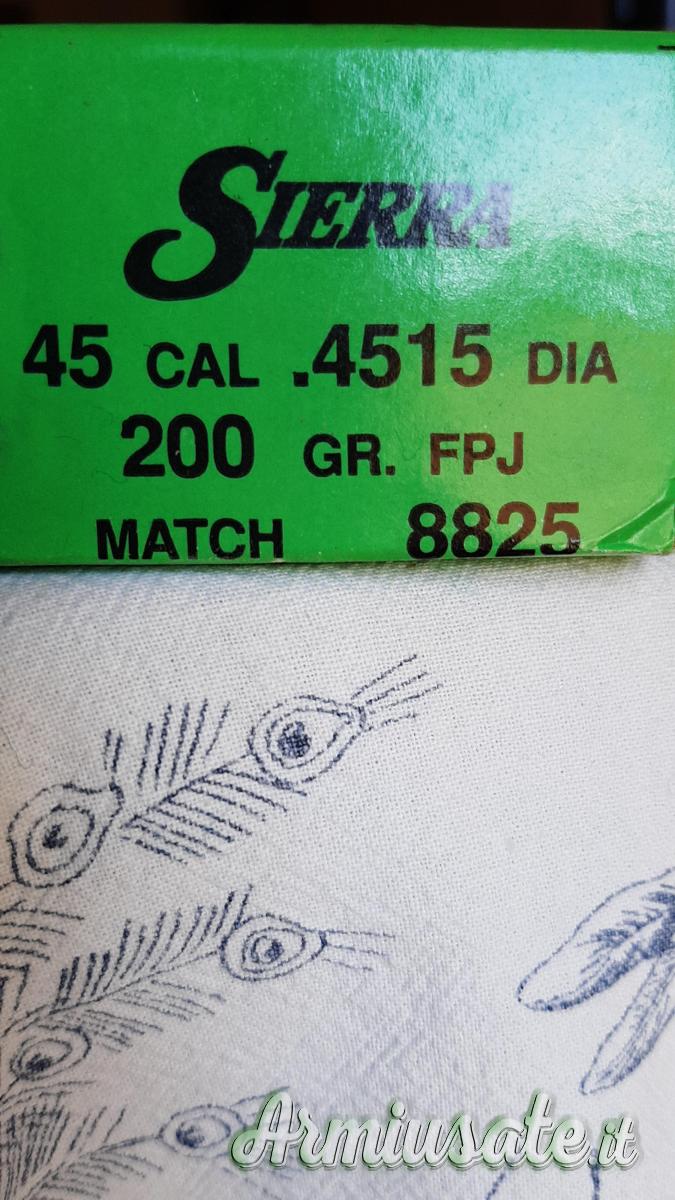 SIERRA
45 CAL .4515 DIA
200 GR. FPJ
MATCH 8825
Armiusate.it